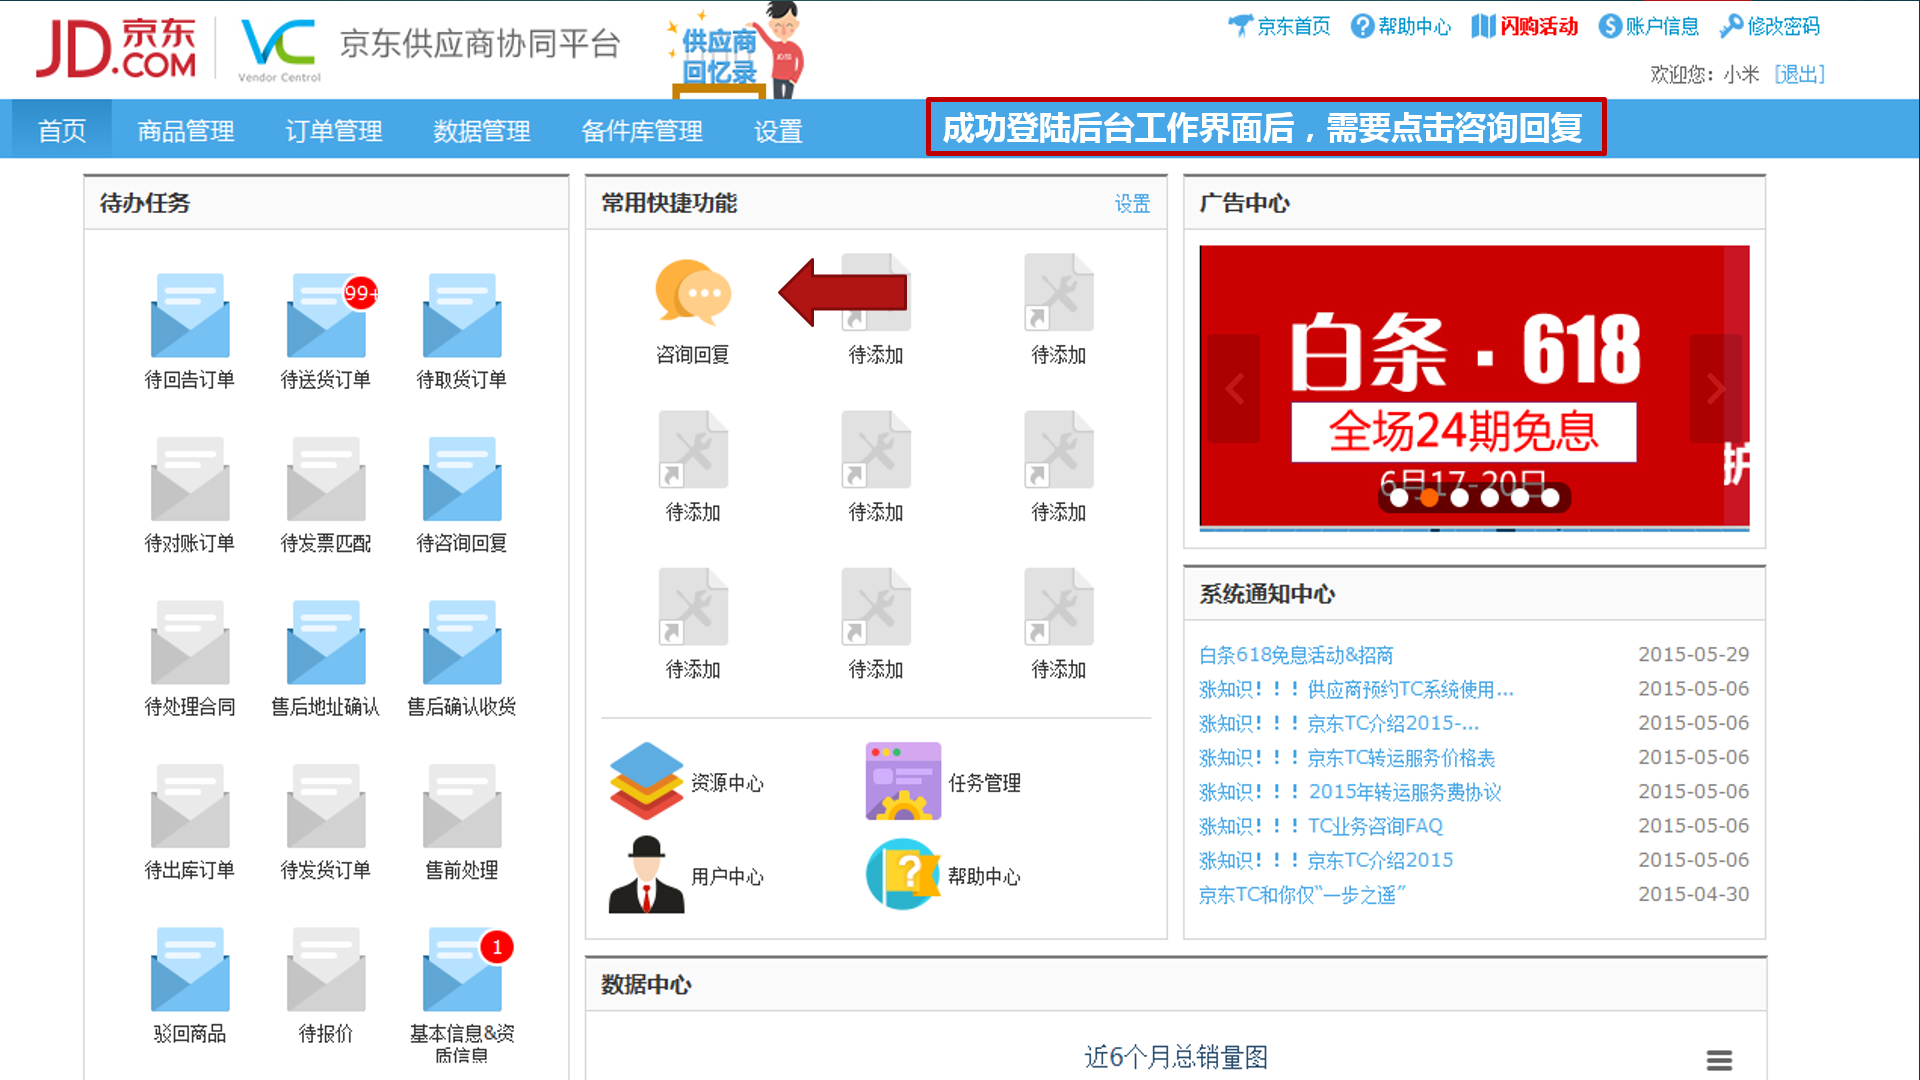 JD.COM 京东
VC Vendor Control
京东供应商协同平台
供应商
回忆录
京东首页 帮助中心 闪购活动 账户信息 修改密码
欢迎您：小米 [退出]
首页 商品管理 订单管理 数据管理 备件库管理 设置
成功登陆后台工作界面后，需要点击咨询回复
待办任务
99+
待回告订单 待送货订单 待取货订单
待对账订单 待发票匹配 待咨询回复
待处理合同 售后地址确认 售后确认收货
待出库订单 待发货订单 售前处理
1
驳回商品 待报价 基本信息&资
质信息
常用快捷功能 设置
咨询回复 待添加 待添加
待添加 待添加 待添加
待添加 待添加 待添加
资源中心 任务管理
用户中心 帮助中心
广告中心
白条·618
全场24期免息
6月17-20日
护
系统通知中心
白条618免息活动&招商 2015-05-29
涨知识！！！供应商预约TC系统使用... 2015-05-06
涨知识！！！京东TC介绍2015-... 2015-05-06
涨知识！！！京东TC转运服务价格表 2015-05-06
涨知识！！！2015年转运服务费协议 2015-05-06
涨知识！！！TC业务咨询FAQ 2015-05-06
涨知识！！！京东TC介绍2015 2015-05-06
京东TC和你仅“一步之遥” 2015-04-30
数据中心
近6个月总销量图